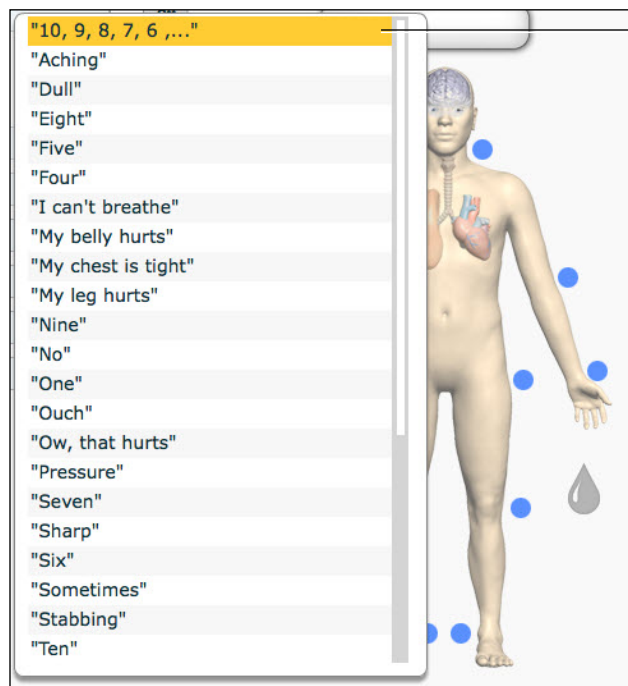 "10, 9, 8, 7, 6 ,..."
"Aching"
"Dull"
"Eight"
"Five"
"Four"
"I can't breathe"
"My belly hurts"
"My chest is tight"
"My leg hurts"
"Nine"
"No"
"One"
"Ouch"
"Ow, that hurts"
"Pressure"
"Seven"
"Sharp"
"Six"
"Sometimes"
"Stabbing"
"Ten"